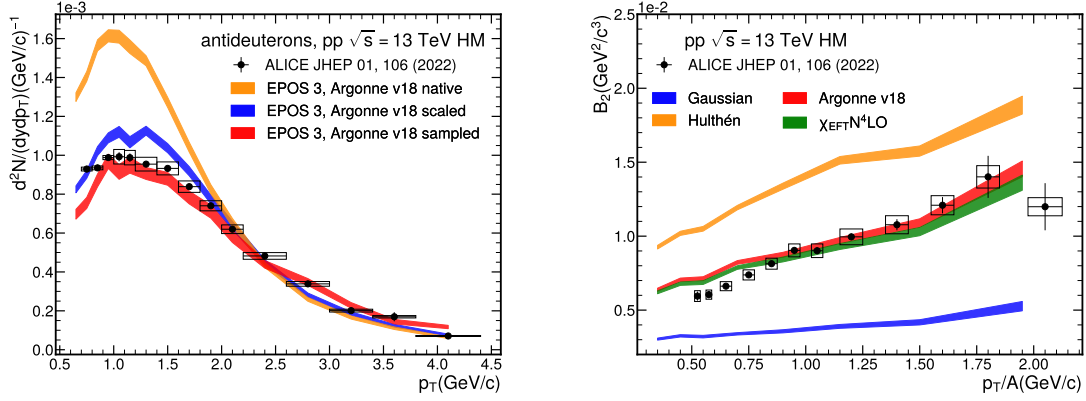 1e-3
antideuterons, pp √s = 13 TeV HM
ALICE JHEP 01, 106 (2022)
EPOS 3, Argonne v18 native
EPOS 3, Argonne v18 scaled
EPOS 3, Argonne v18 sampled
d²N/(dydp_T)(GeV/c)⁻¹
1.6
1.4
1.2
1.0
0.8
0.6
0.4
0.2
0.0
0.5 1.0 1.5 2.0 2.5 3.0 3.5 4.0 4.5
p_T(GeV/c)
1e-2
pp √s = 13 TeV HM
ALICE JHEP 01, 106 (2022)
Gaussian
Hulthén
Argonne v18
χ_EFT N⁴LO
B₂(GeV²/c³)
2.5
2.0
1.5
1.0
0.5
0.50 0.75 1.00 1.25 1.50 1.75 2.00
p_T/A(GeV/c)